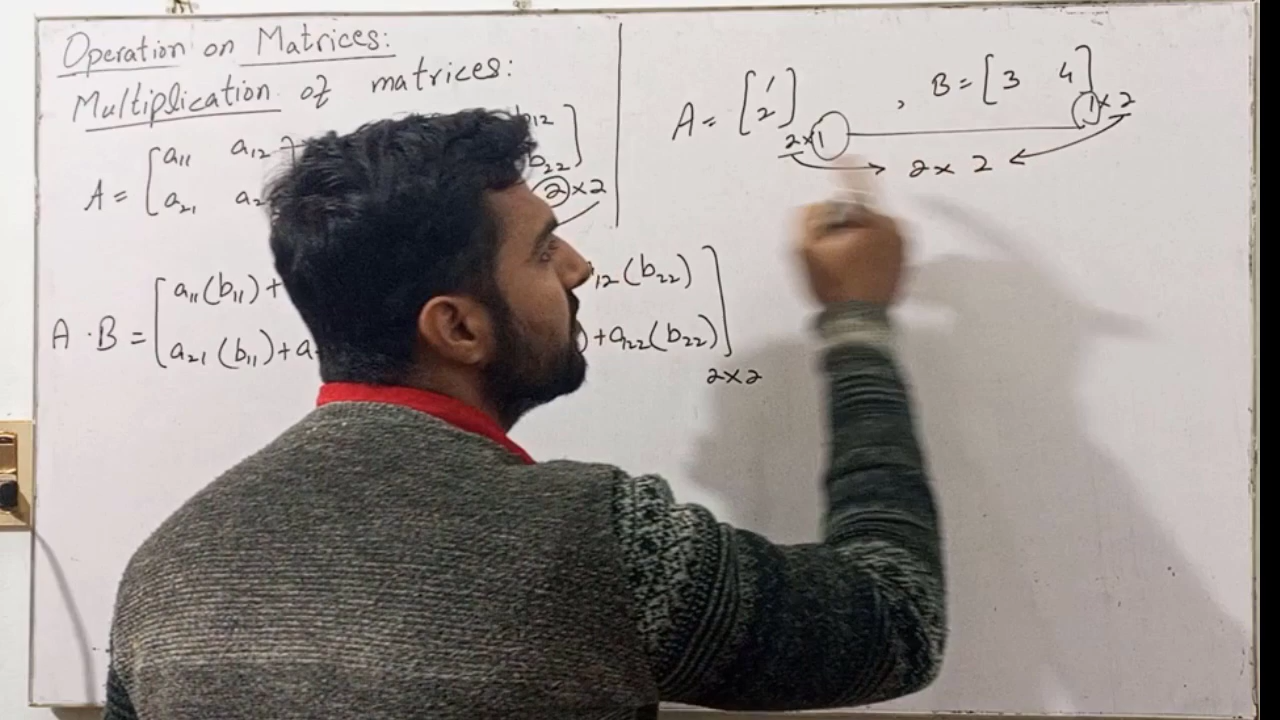 Operation on Matrices:
Multiplication of matrices:
A = [a11 a12
a21
b12]
b22]
2×2
A · B = [a11(b11)+ 12(b22)]
a21(b11)+a )+a22(b22)
2×2
A = [1
2] 2×1
, B = [3 4] 1×2
2× 2